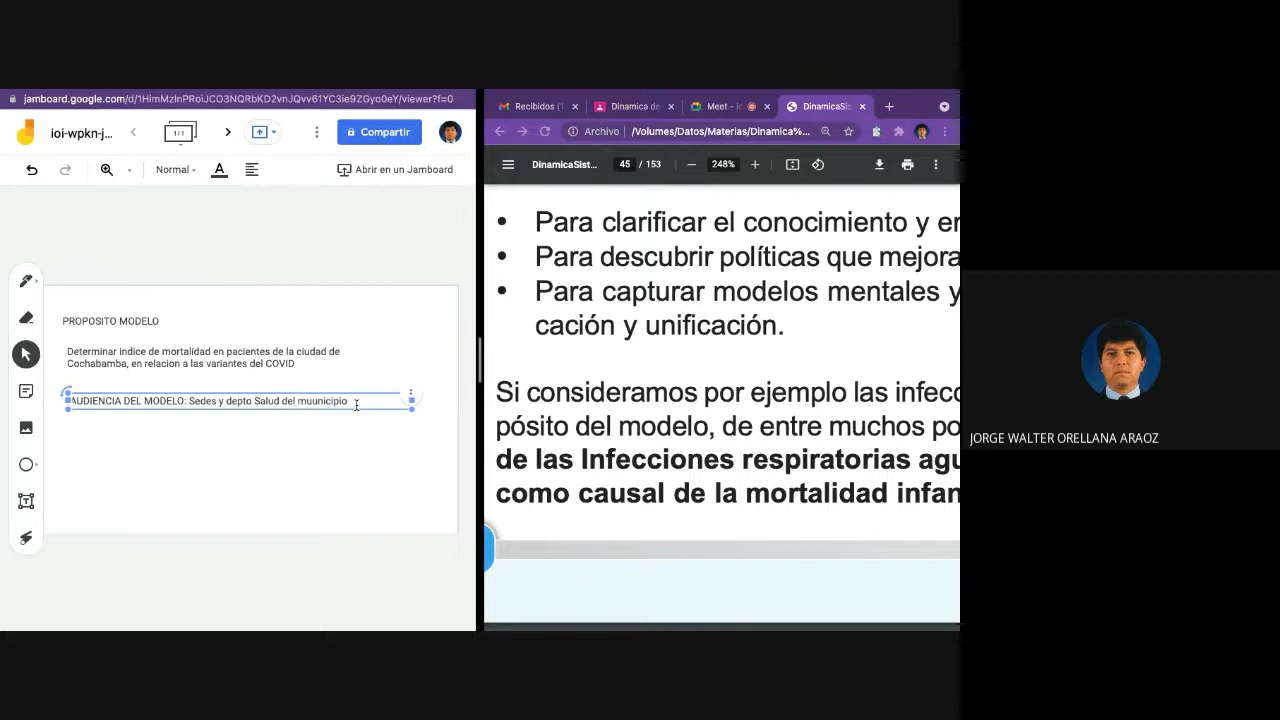 jamboard.google.com/d/1HimMzlnPRoiJCO3NQRbKD2vnJQvv61YC3ie9ZGyo0eY/viewer?f=0
ioi-wpkn-j...
1/1
Compartir
Normal
A
Abrir en un Jamboard
PROPOSITO MODELO
Determinar indice de mortalidad en pacientes de la ciudad de
Cochabamba, en relacion a las variantes del COVID
AUDIENCIA DEL MODELO: Sedes y depto Salud del muunicipio
Recibidos (1
Dinamica de
Meet – i
DinamicaSis
Archivo
/Volumes/Datos/Materias/Dinamica%...
DinamicaSist...
45 / 153
248%
• Para clarificar el conocimiento y en
• Para descubrir políticas que mejora
• Para capturar modelos mentales y
cación y unificación.
Si consideramos por ejemplo las infecc
pósito del modelo, de entre muchos po
de las Infecciones respiratorias agu
como causal de la mortalidad infan
JORGE WALTER ORELLANA ARAOZ